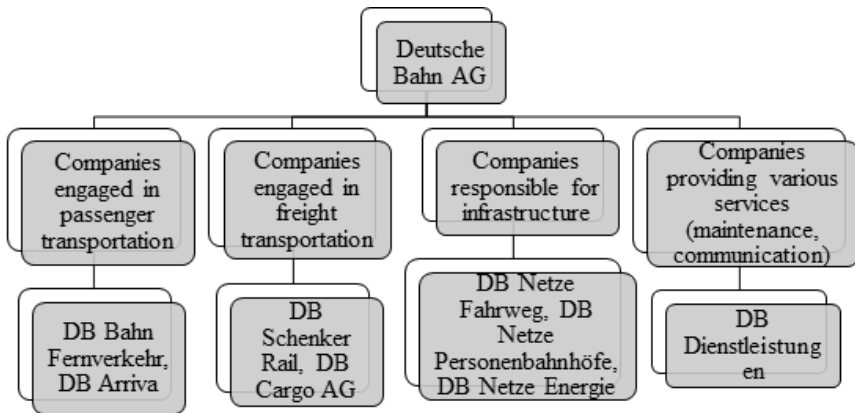 Deutsche
Bahn AG
Companies
engaged in
passenger
transportation
Companies
engaged in
freight
transportation
Companies
responsible for
infrastructure
Companies
providing various
services
(maintenance,
communication)
DB Bahn
Fernverkehr,
DB Arriva
DB
Schenker
Rail, DB
Cargo AG
DB Netze
Fahrweg, DB
Netze
Personenbahnhöfe,
DB Netze Energie
DB
Dienstleistung
en